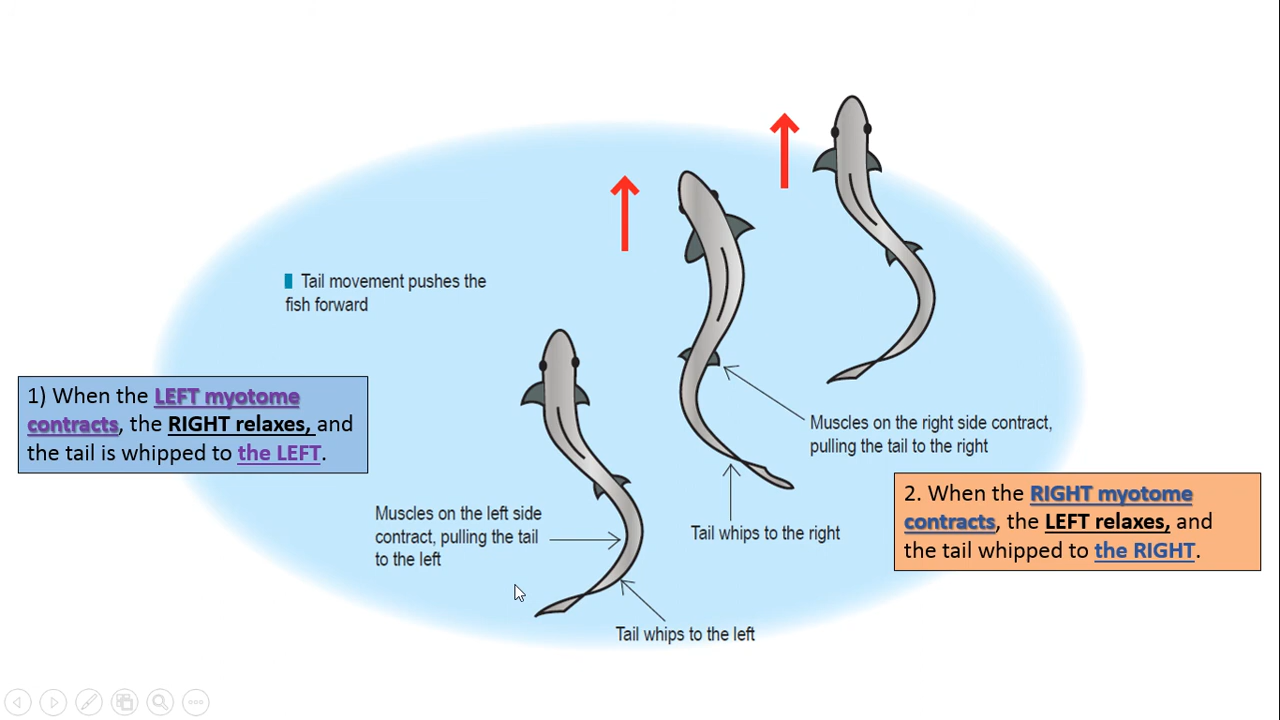 Tail movement pushes the
fish forward
1) When the LEFT myotome
contracts, the RIGHT relaxes, and
the tail is whipped to the LEFT.
Muscles on the right side contract,
pulling the tail to the right
2. When the RIGHT myotome
contracts, the LEFT relaxes, and
the tail whipped to the RIGHT.
Muscles on the left side
contract, pulling the tail
to the left
Tail whips to the right
Tail whips to the left